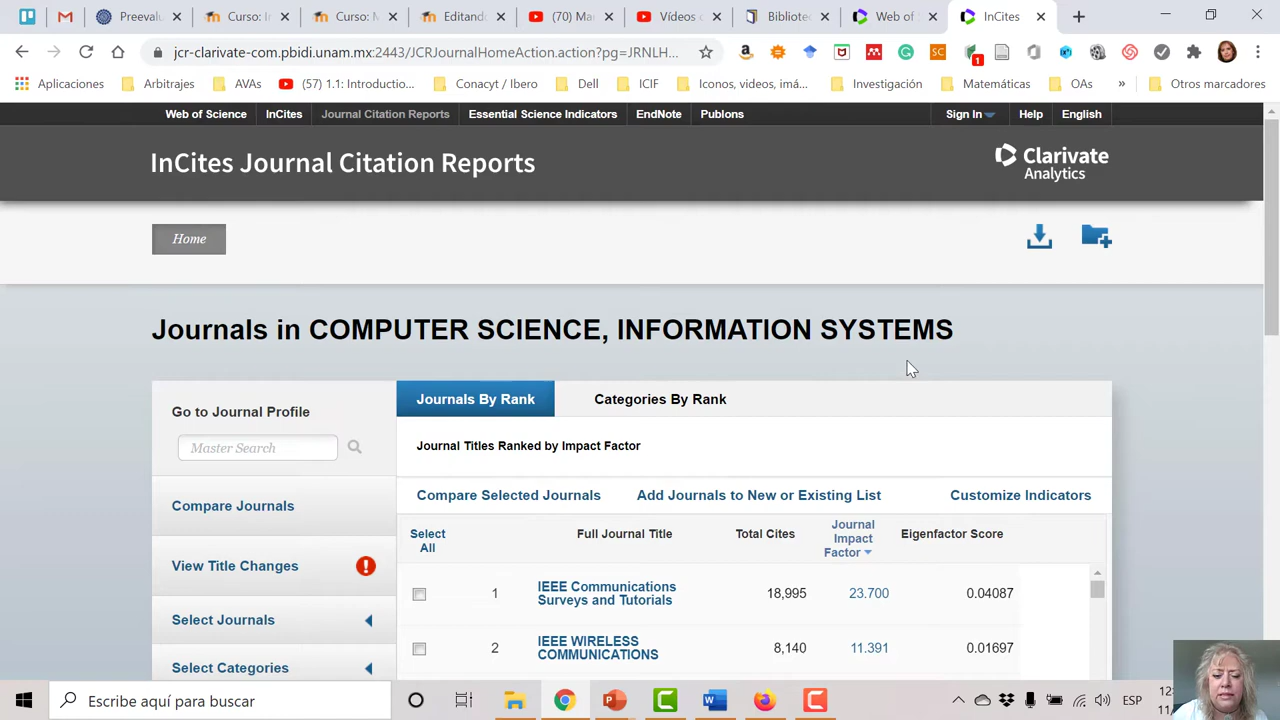 Preeva
Curso: I
Curso: M
Editand
(70) Ma
Vídeos
Bibliote
Web of
InCites
icr-clarivate-com.pbidi.unam.mx:2443/JCRJournalHomeAction.action?pg=JRNLH...
SC
1
Aplicaciones
Arbitrajes
AVAs
(57) 1.1: Introductio...
Conacyt / Ibero
Dell
ICIF
Iconos, videos, imá...
Investigación
Matemáticas
OAs
»
Otros marcadores
Web of Science
InCites
Journal Citation Reports
Essential Science Indicators
EndNote
Publons
Sign In
Help
English
InCites Journal Citation Reports
Clarivate
Analytics
Home
Journals in COMPUTER SCIENCE, INFORMATION SYSTEMS
Go to Journal Profile
Master Search
Compare Journals
View Title Changes
Select Journals
Select Categories
Journals By Rank
Categories By Rank
Journal Titles Ranked by Impact Factor
Compare Selected Journals
Add Journals to New or Existing List
Customize Indicators
Select
All
Full Journal Title
Total Cites
Journal
Impact
Factor
Eigenfactor Score
1
IEEE Communications
Surveys and Tutorials
18,995
23.700
0.04087
2
IEEE WIRELESS
COMMUNICATIONS
8,140
11.391
0.01697
Escribe aquí para buscar
ESP